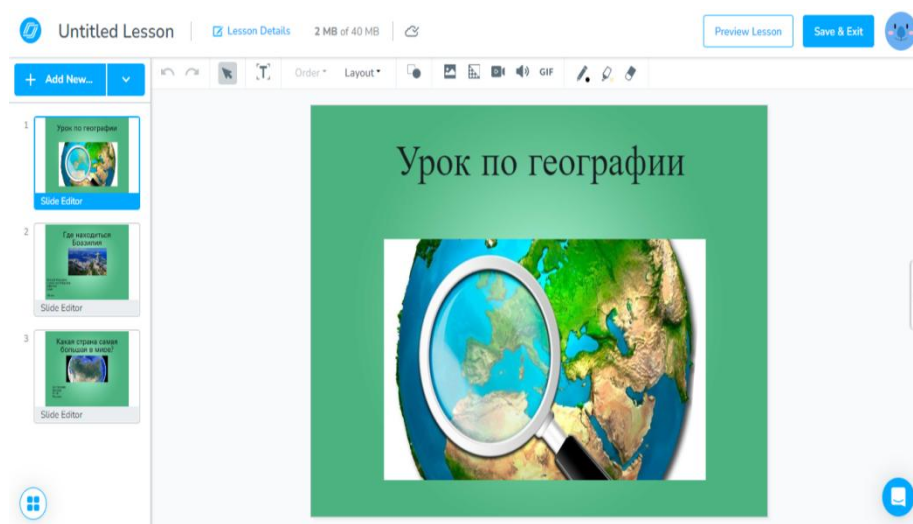 Untitled Lesson
Lesson Details
2 MB of 40 MB
Preview Lesson
Save & Exit
Add New...
Order
Layout
GIF
1
Урок по географии
Slide Editor
2
Где находиться
Бразилия
Slide Editor
3
Какая страна самая
большая в мире?
Slide Editor
Урок по географии